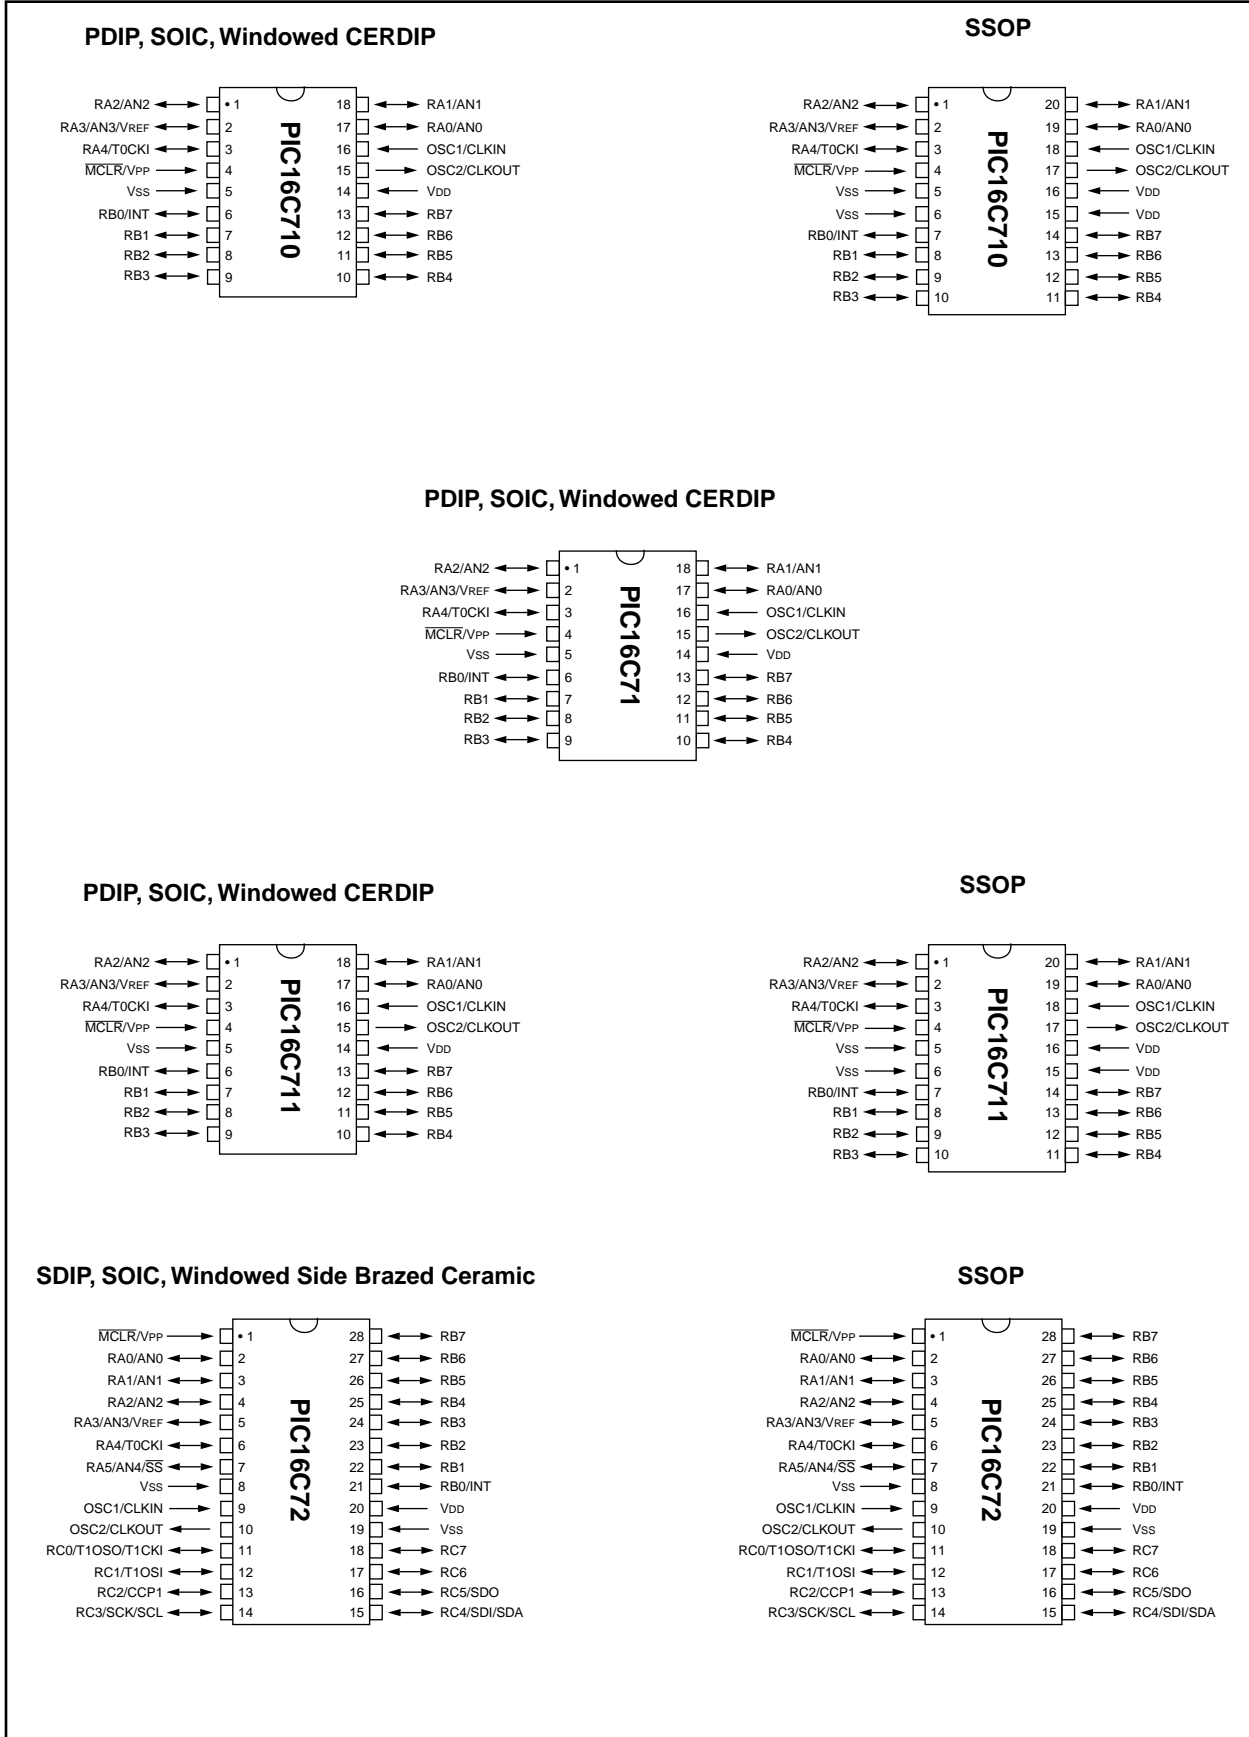 PDIP, SOIC, Windowed CERDIP
RA2/AN2 • 1 18 RA1/AN1
RA3/AN3/VREF 2 17 RA0/AN0
RA4/T0CKI 3 16 OSC1/CLKIN
MCLR/VPP 4 15 OSC2/CLKOUT
VSS 5 14 VDD
RB0/INT 6 13 RB7
RB1 7 12 RB6
RB2 8 11 RB5
RB3 9 10 RB4
PIC16C710
SSOP
RA2/AN2 • 1 20 RA1/AN1
RA3/AN3/VREF 2 19 RA0/AN0
RA4/T0CKI 3 18 OSC1/CLKIN
MCLR/VPP 4 17 OSC2/CLKOUT
VSS 5 16 VDD
VSS 6 15 VDD
RB0/INT 7 14 RB7
RB1 8 13 RB6
RB2 9 12 RB5
RB3 10 11 RB4
PIC16C710
PDIP, SOIC, Windowed CERDIP
RA2/AN2 • 1 18 RA1/AN1
RA3/AN3/VREF 2 17 RA0/AN0
RA4/T0CKI 3 16 OSC1/CLKIN
MCLR/VPP 4 15 OSC2/CLKOUT
VSS 5 14 VDD
RB0/INT 6 13 RB7
RB1 7 12 RB6
RB2 8 11 RB5
RB3 9 10 RB4
PIC16C71
PDIP, SOIC, Windowed CERDIP
RA2/AN2 • 1 18 RA1/AN1
RA3/AN3/VREF 2 17 RA0/AN0
RA4/T0CKI 3 16 OSC1/CLKIN
MCLR/VPP 4 15 OSC2/CLKOUT
VSS 5 14 VDD
RB0/INT 6 13 RB7
RB1 7 12 RB6
RB2 8 11 RB5
RB3 9 10 RB4
PIC16C711
SSOP
RA2/AN2 • 1 20 RA1/AN1
RA3/AN3/VREF 2 19 RA0/AN0
RA4/T0CKI 3 18 OSC1/CLKIN
MCLR/VPP 4 17 OSC2/CLKOUT
VSS 5 16 VDD
VSS 6 15 VDD
RB0/INT 7 14 RB7
RB1 8 13 RB6
RB2 9 12 RB5
RB3 10 11 RB4
PIC16C711
SDIP, SOIC, Windowed Side Brazed Ceramic
MCLR/VPP • 1 28 RB7
RA0/AN0 2 27 RB6
RA1/AN1 3 26 RB5
RA2/AN2 4 25 RB4
RA3/AN3/VREF 5 24 RB3
RA4/T0CKI 6 23 RB2
RA5/AN4/SS 7 22 RB1
VSS 8 21 RB0/INT
OSC1/CLKIN 9 20 VDD
OSC2/CLKOUT 10 19 VSS
RC0/T1OSO/T1CKI 11 18 RC7
RC1/T1OSI 12 17 RC6
RC2/CCP1 13 16 RC5/SDO
RC3/SCK/SCL 14 15 RC4/SDI/SDA
PIC16C72
SSOP
MCLR/VPP • 1 28 RB7
RA0/AN0 2 27 RB6
RA1/AN1 3 26 RB5
RA2/AN2 4 25 RB4
RA3/AN3/VREF 5 24 RB3
RA4/T0CKI 6 23 RB2
RA5/AN4/SS 7 22 RB1
VSS 8 21 RB0/INT
OSC1/CLKIN 9 20 VDD
OSC2/CLKOUT 10 19 VSS
RC0/T1OSO/T1CKI 11 18 RC7
RC1/T1OSI 12 17 RC6
RC2/CCP1 13 16 RC5/SDO
RC3/SCK/SCL 14 15 RC4/SDI/SDA
PIC16C72